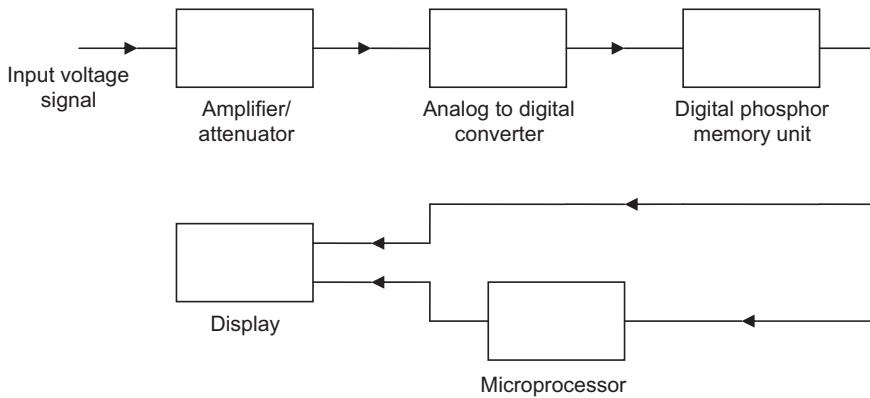 Input voltage
signal
Amplifier/
attenuator
Analog to digital
converter
Digital phosphor
memory unit
Display
Microprocessor